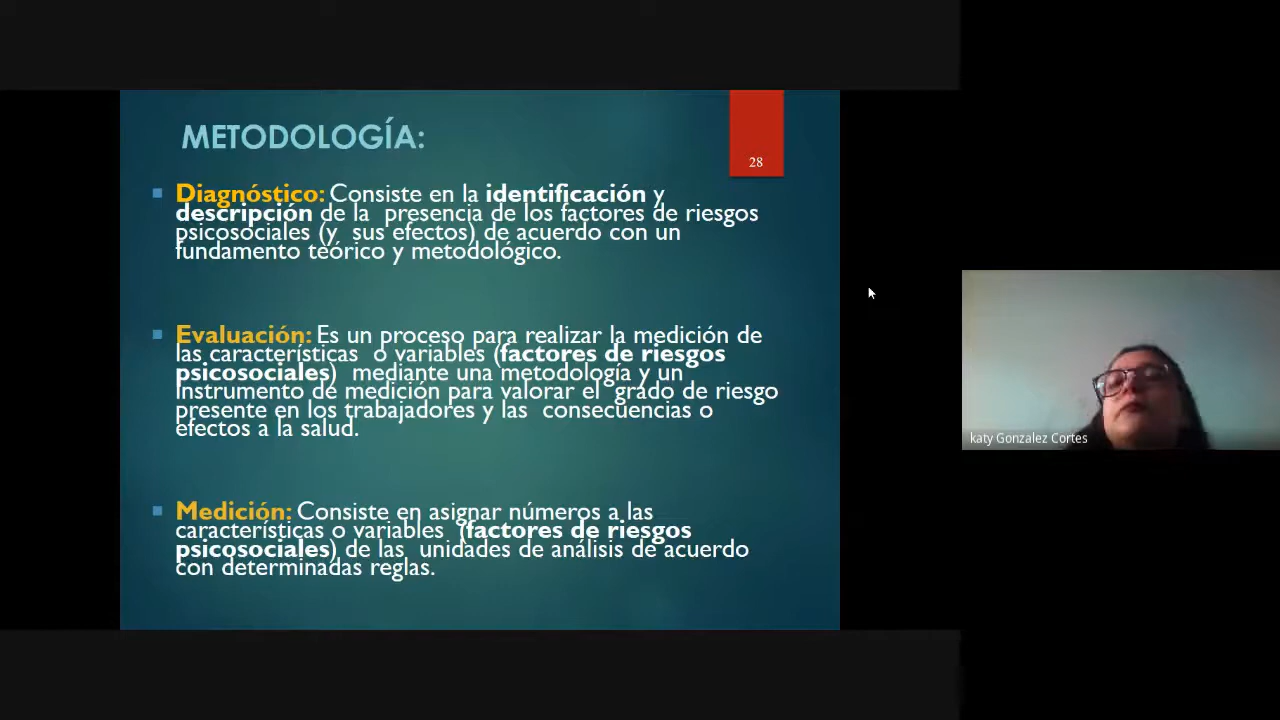 METODOLOGÍA:
28
Diagnóstico: Consiste en la identificación y
descripción de la  presencia de los factores de riesgos
psicosociales (y  sus efectos) de acuerdo con un
fundamento teórico y metodológico.
Evaluación: Es un proceso para realizar la medición de
las características  o variables (factores de riesgos
psicosociales)  mediante una metodología y un
instrumento de medición para valorar el  grado de riesgo
presente en los trabajadores y las  consecuencias o
efectos a la salud.
Medición: Consiste en asignar números a las
características o variables  (factores de riesgos
psicosociales) de las  unidades de análisis de acuerdo
con determinadas reglas.
katy Gonzalez Cortes